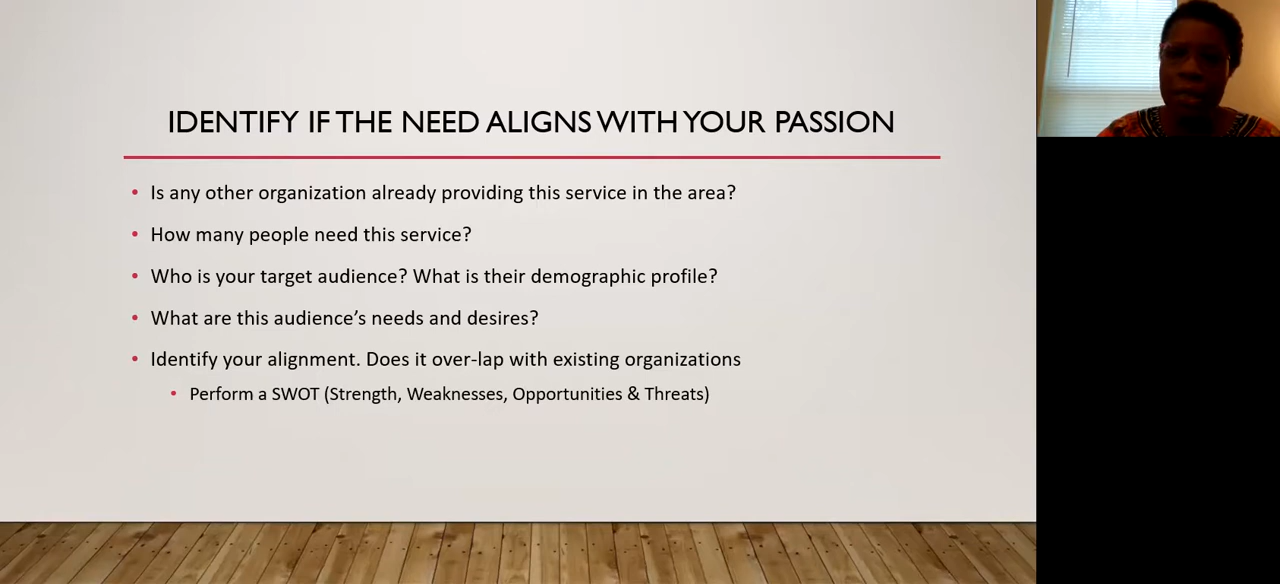 IDENTIFY IF THE NEED ALIGNS WITH YOUR PASSION
• Is any other organization already providing this service in the area?
• How many people need this service?
• Who is your target audience? What is their demographic profile?
• What are this audience’s needs and desires?
• Identify your alignment. Does it over-lap with existing organizations
• Perform a SWOT (Strength, Weaknesses, Opportunities & Threats)